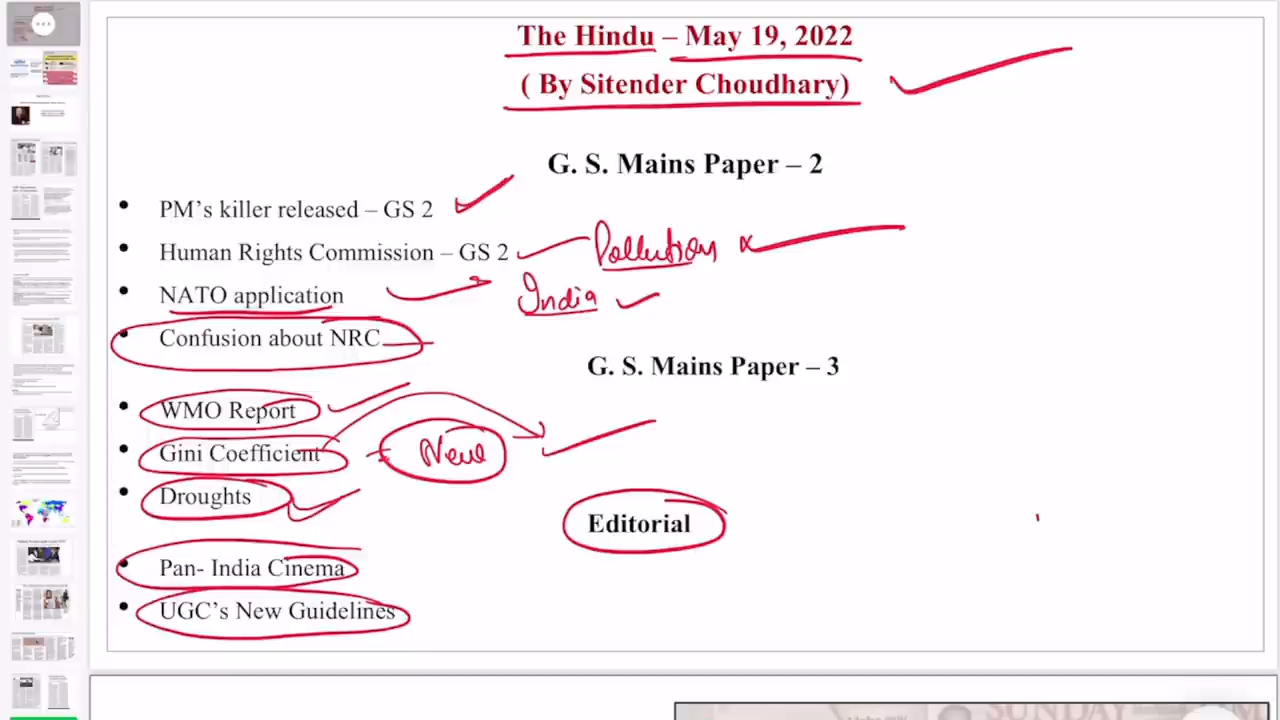 The Hindu – May 19, 2022
( By Sitender Choudhary)
G. S. Mains Paper – 2
PM's killer released – GS 2
Human Rights Commission – GS 2 Pollution
NATO application India
Confusion about NRC
G. S. Mains Paper – 3
WMO Report
Gini Coefficient New
Droughts
Editorial
Pan- India Cinema
UGC's New Guidelines
SUNDAY